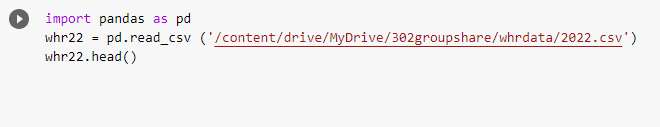 import pandas as pd
whr22 = pd.read_csv ('/content/drive/MyDrive/302groupshare/whrdata/2022.csv')
whr22.head()